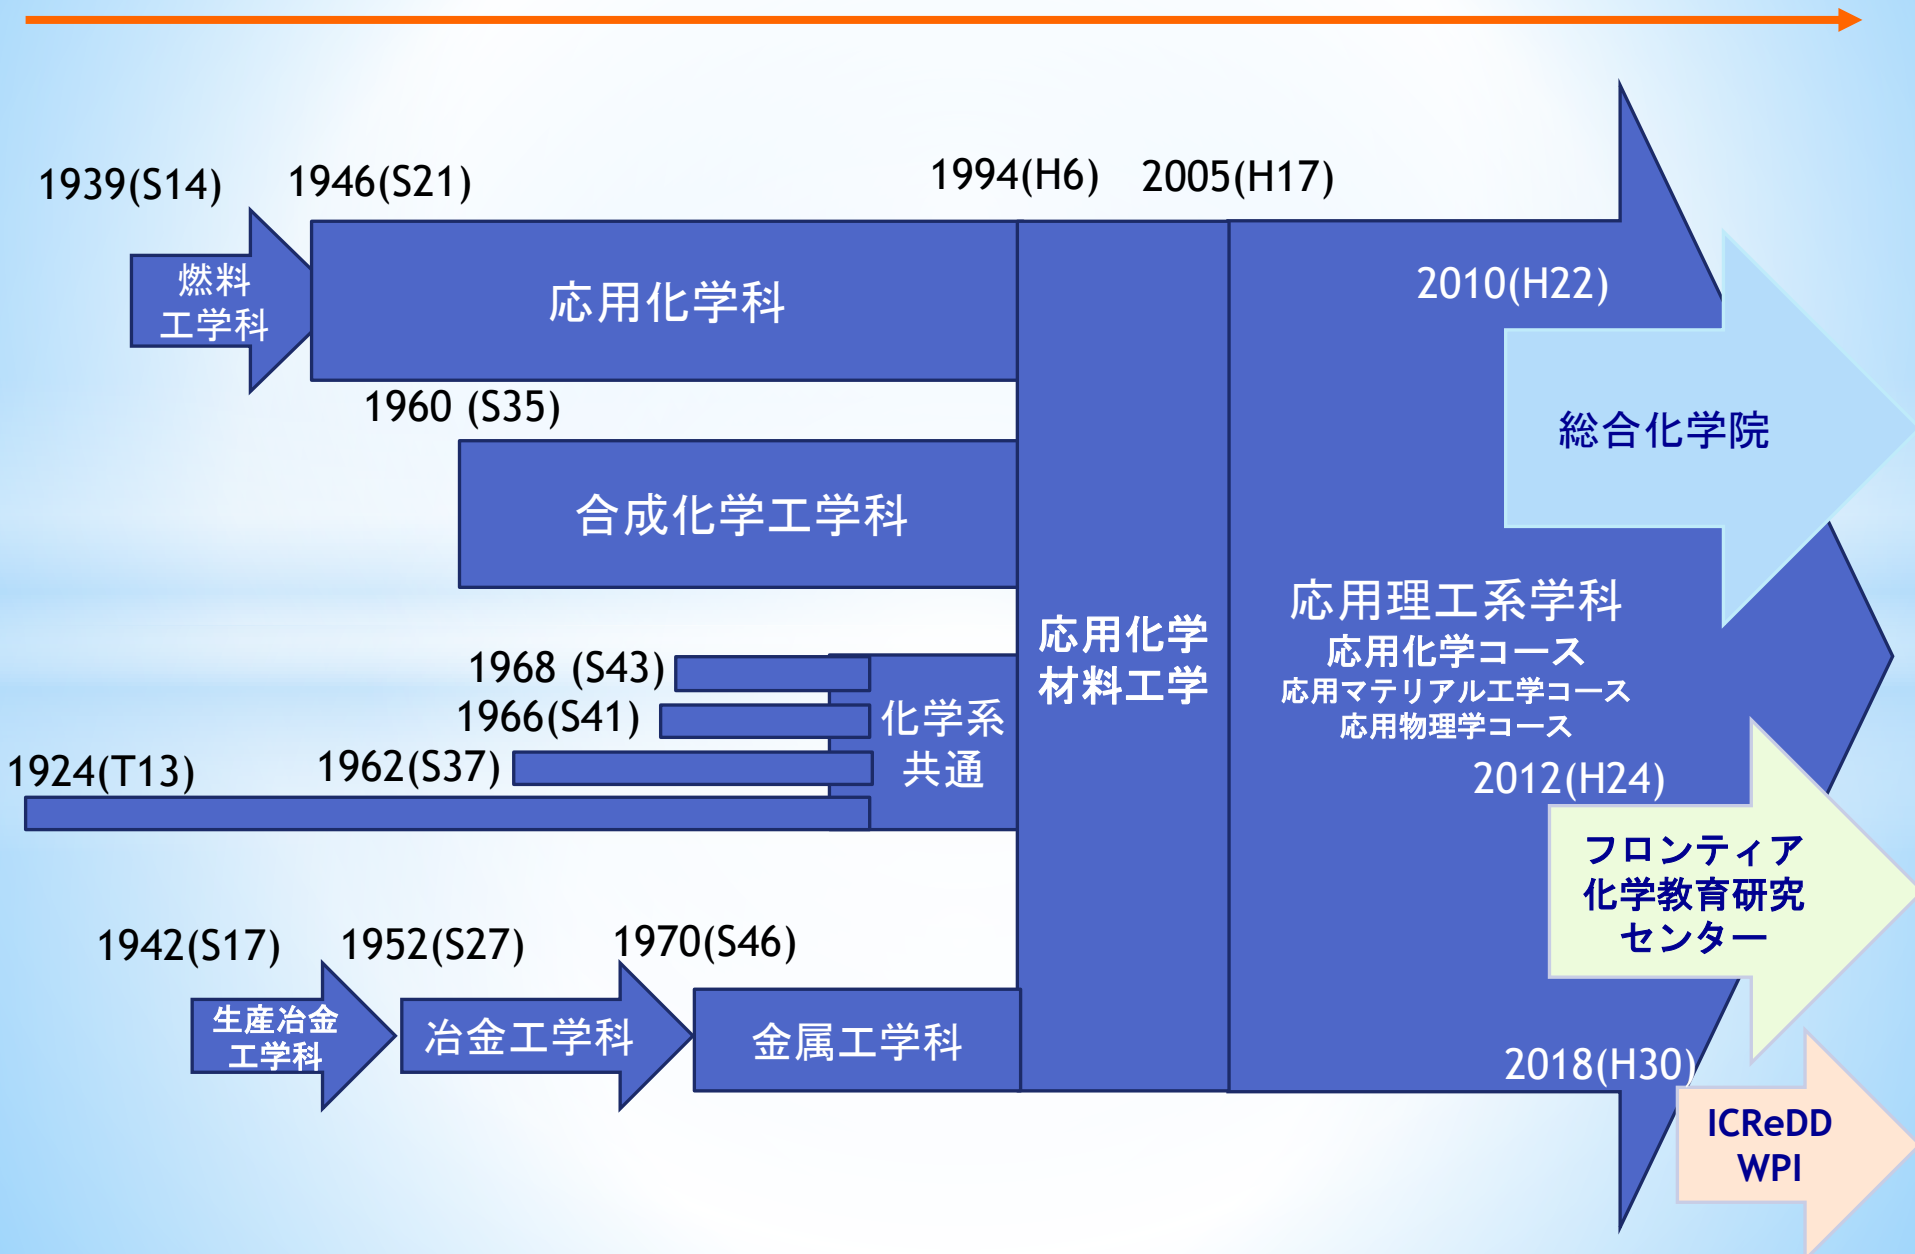 1939(S14)
1946(S21)
1994(H6)
2005(H17)
燃料
工学科
応用化学科
2010(H22)
総合化学院
1960 (S35)
合成化学工学科
応用化学
材料工学
応用理工系学科
応用化学コース
応用マテリアル工学コース
応用物理学コース
1968 (S43)
1966(S41)
1962(S37)
1924(T13)
化学系
共通
2012(H24)
フロンティア
化学教育研究
センター
1942(S17)
1952(S27)
1970(S46)
生産冶金
工学科
冶金工学科
金属工学科
2018(H30)
ICReDD
WPI